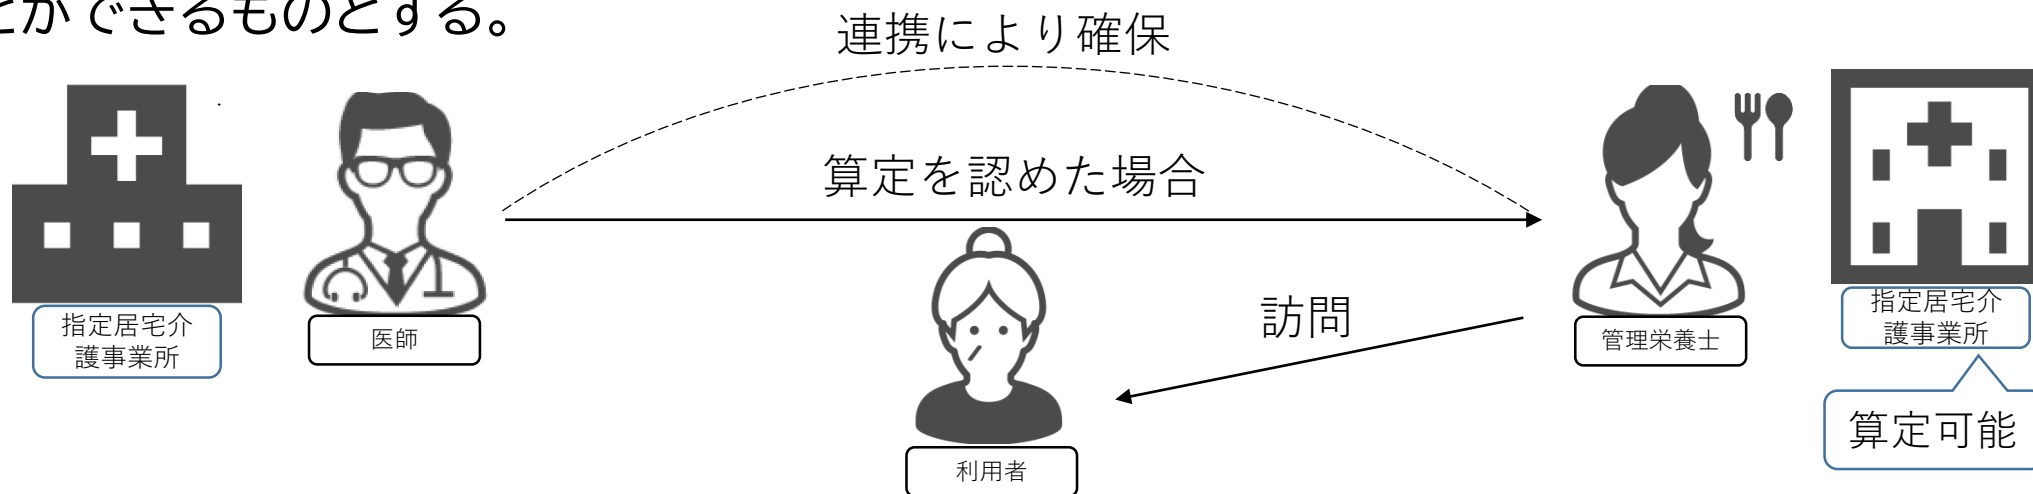 とができるものとする。
連携により確保
算定を認めた場合
指定居宅介
護事業所
医師
訪問
利用者
管理栄養士
指定居宅介
護事業所
算定可能